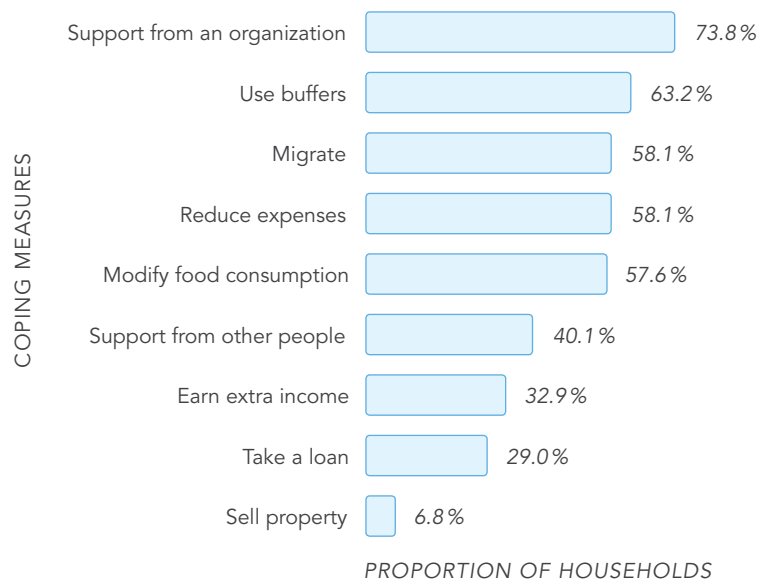 COPING MEASURES
Support from an organization 73.8%
Use buffers 63.2%
Migrate 58.1%
Reduce expenses 58.1%
Modify food consumption 57.6%
Support from other people 40.1%
Earn extra income 32.9%
Take a loan 29.0%
Sell property 6.8%
PROPORTION OF HOUSEHOLDS